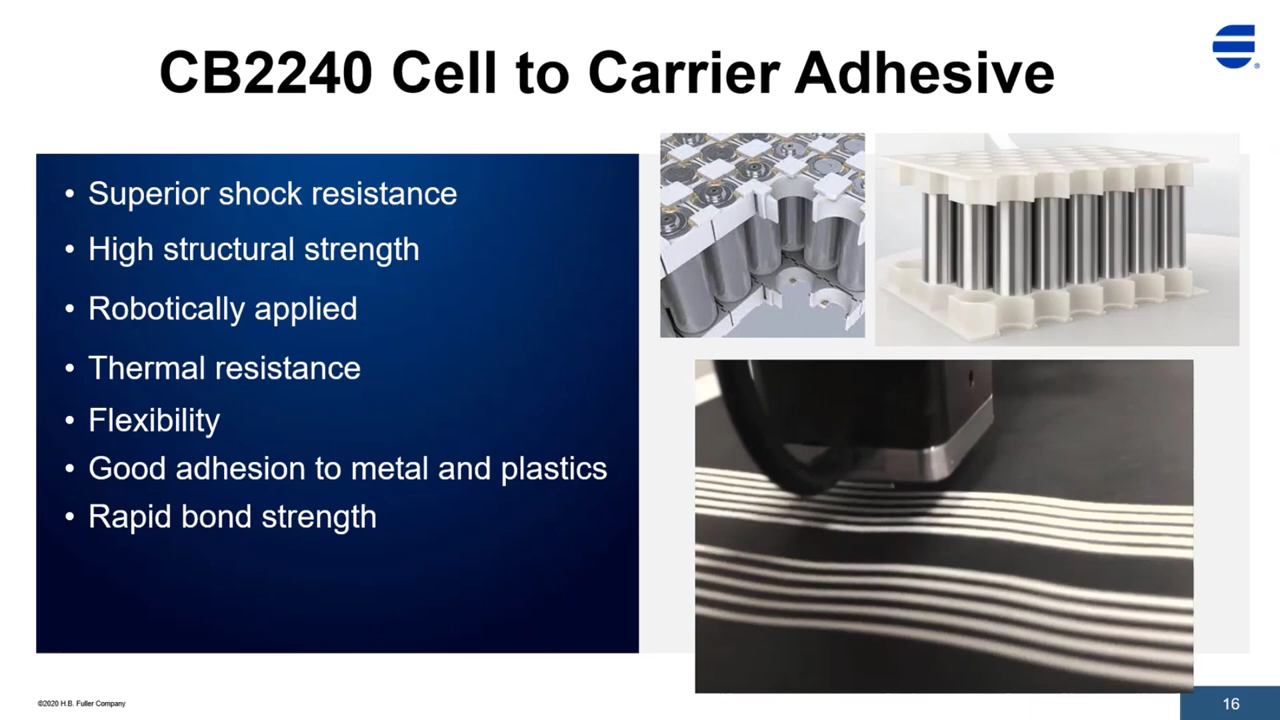 CB2240 Cell to Carrier Adhesive
• Superior shock resistance
• High structural strength
• Robotically applied
• Thermal resistance
• Flexibility
• Good adhesion to metal and plastics
• Rapid bond strength
©2020 H.B. Fuller Company
16